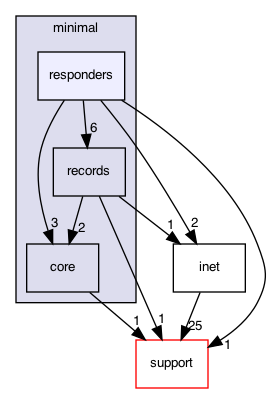 minimal
responders
6
records
3
2
1
2
core
inet
1
1
25
1
support